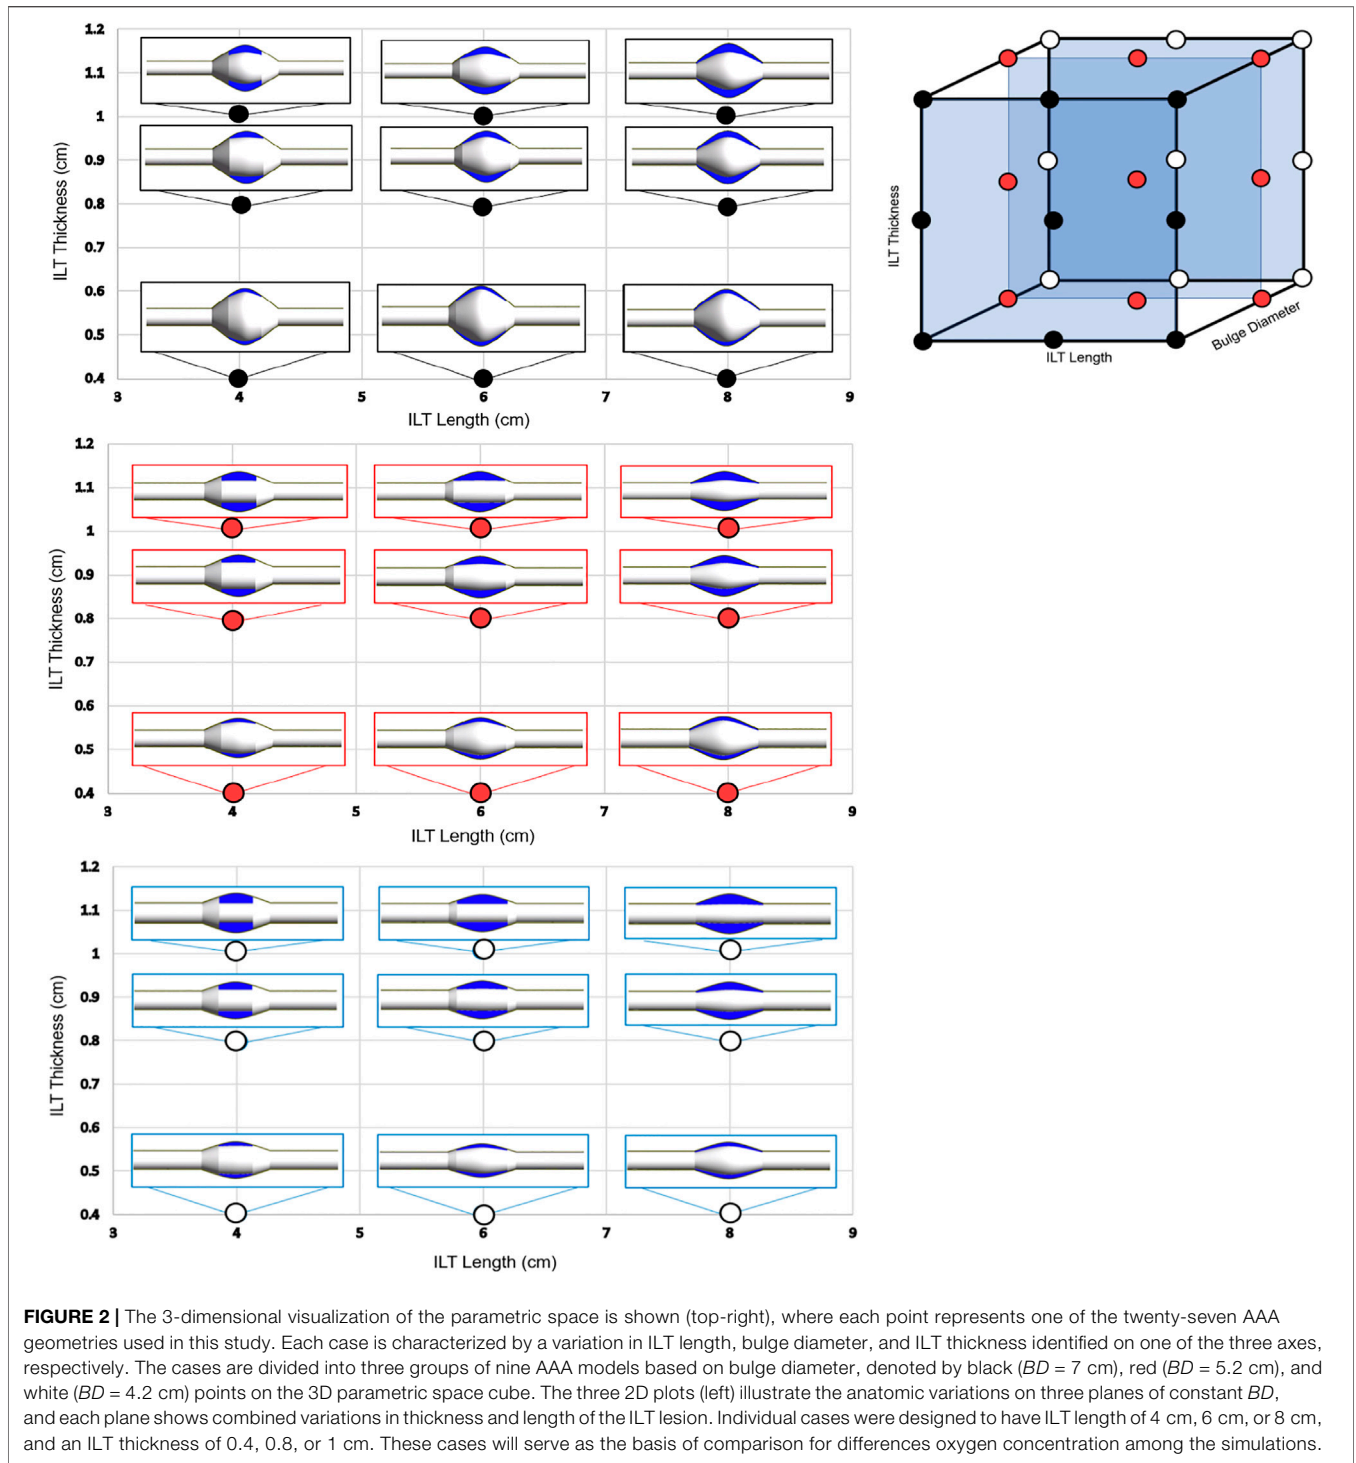 1.2
1.1
1
0.9
0.8
0.7
0.6
0.5
0.4
ILT Thickness (cm)
3 4 5 6 7 8 9
ILT Length (cm)
ILT Thickness
ILT Length
Bulge Diameter
1.2
1.1
1
0.9
0.8
0.7
0.6
0.5
0.4
ILT Thickness (cm)
3 4 5 6 7 8 9
ILT Length (cm)
1.2
1.1
1
0.9
0.8
0.7
0.6
0.5
0.4
ILT Thickness (cm)
3 4 5 6 7 8 9
ILT Length (cm)
FIGURE 2 | The 3-dimensional visualization of the parametric space is shown (top-right), where each point represents one of the twenty-seven AAA
geometries used in this study. Each case is characterized by a variation in ILT length, bulge diameter, and ILT thickness identified on one of the three axes,
respectively. The cases are divided into three groups of nine AAA models based on bulge diameter, denoted by black (BD = 7 cm), red (BD = 5.2 cm), and
white (BD = 4.2 cm) points on the 3D parametric space cube. The three 2D plots (left) illustrate the anatomic variations on three planes of constant BD,
and each plane shows combined variations in thickness and length of the ILT lesion. Individual cases were designed to have ILT length of 4 cm, 6 cm, or 8 cm,
and an ILT thickness of 0.4, 0.8, or 1 cm. These cases will serve as the basis of comparison for differences oxygen concentration among the simulations.